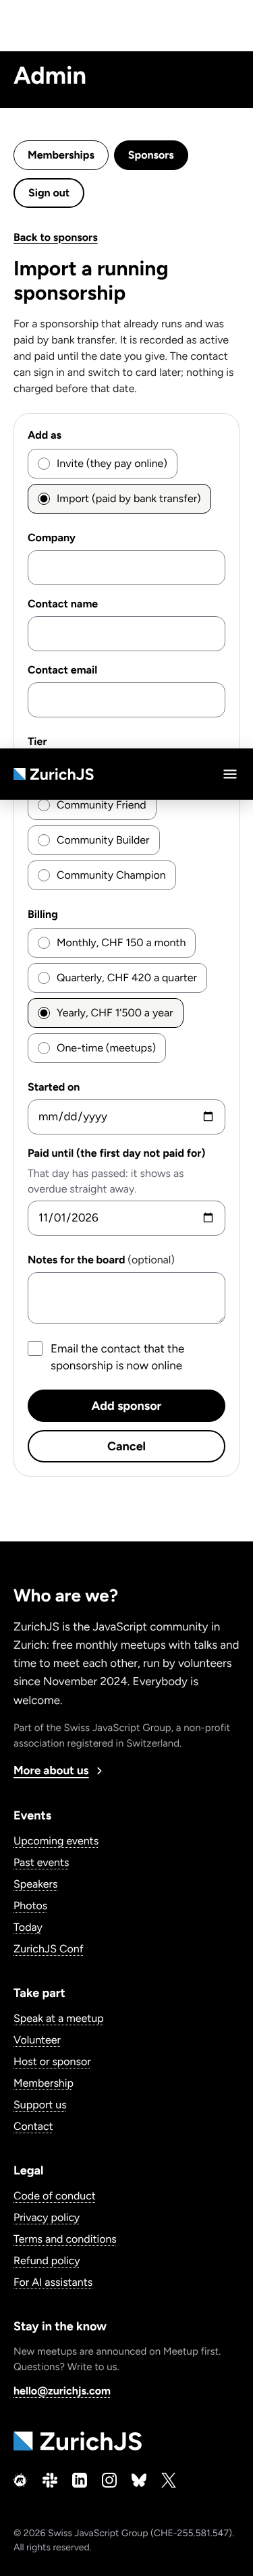 Admin
Memberships
Sponsors
Sign out
Back to sponsors
Import a running
sponsorship
For a sponsorship that already runs and was
paid by bank transfer. It is recorded as active
and paid until the date you give. The contact
can sign in and switch to card later; nothing is
charged before that date.
Add as
Invite (they pay online)
Import (paid by bank transfer)
Company
Contact name
Contact email
Tier
ZurichJS
Community Friend
Community Builder
Community Champion
Billing
Monthly, CHF 150 a month
Quarterly, CHF 420 a quarter
Yearly, CHF 1'500 a year
One-time (meetups)
Started on
mm/dd/yyyy
Paid until (the first day not paid for)
That day has passed: it shows as
overdue straight away.
11/01/2026
Notes for the board (optional)
Email the contact that the
sponsorship is now online
Add sponsor
Cancel
Who are we?
ZurichJS is the JavaScript community in
Zurich: free monthly meetups with talks and
time to meet each other, run by volunteers
since November 2024. Everybody is
welcome.
Part of the Swiss JavaScript Group, a non-profit
association registered in Switzerland.
More about us
Events
Upcoming events
Past events
Speakers
Photos
Today
ZurichJS Conf
Take part
Speak at a meetup
Volunteer
Host or sponsor
Membership
Support us
Contact
Legal
Code of conduct
Privacy policy
Terms and conditions
Refund policy
For AI assistants
Stay in the know
New meetups are announced on Meetup first.
Questions? Write to us.
hello@zurichjs.com
ZurichJS
© 2026 Swiss JavaScript Group (CHE-255.581.547).
All rights reserved.